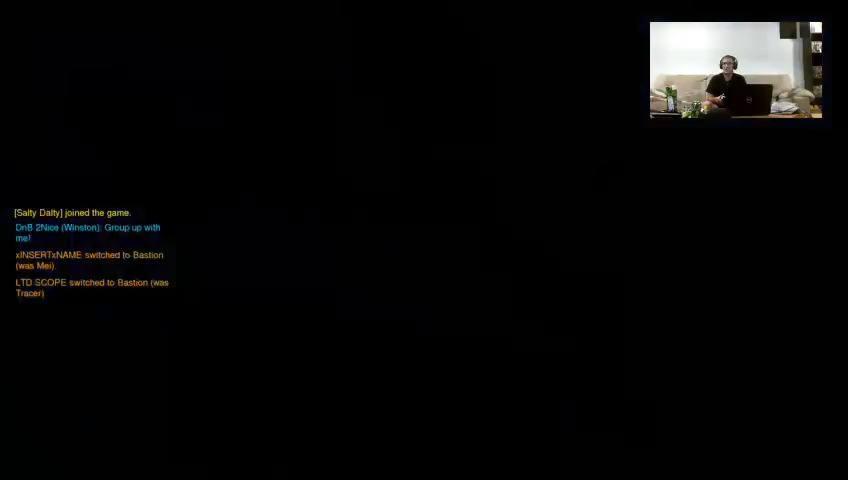 [Salty Dalty] joined the game.
DnB 2Nice (Winston): Group up with
me!
xINSERTxNAME switched to Bastion
(was Mei)
LTD SCOPE switched to Bastion (was
Tracer)